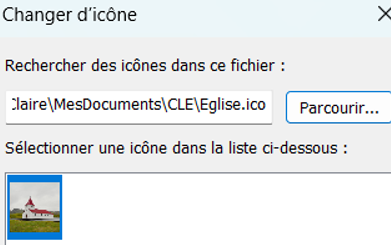 Changer d'icône
Rechercher des icônes dans ce fichier :
Claire\MesDocuments\CLE\Eglise.ico
Parcourir...
Sélectionner une icône dans la liste ci-dessous :